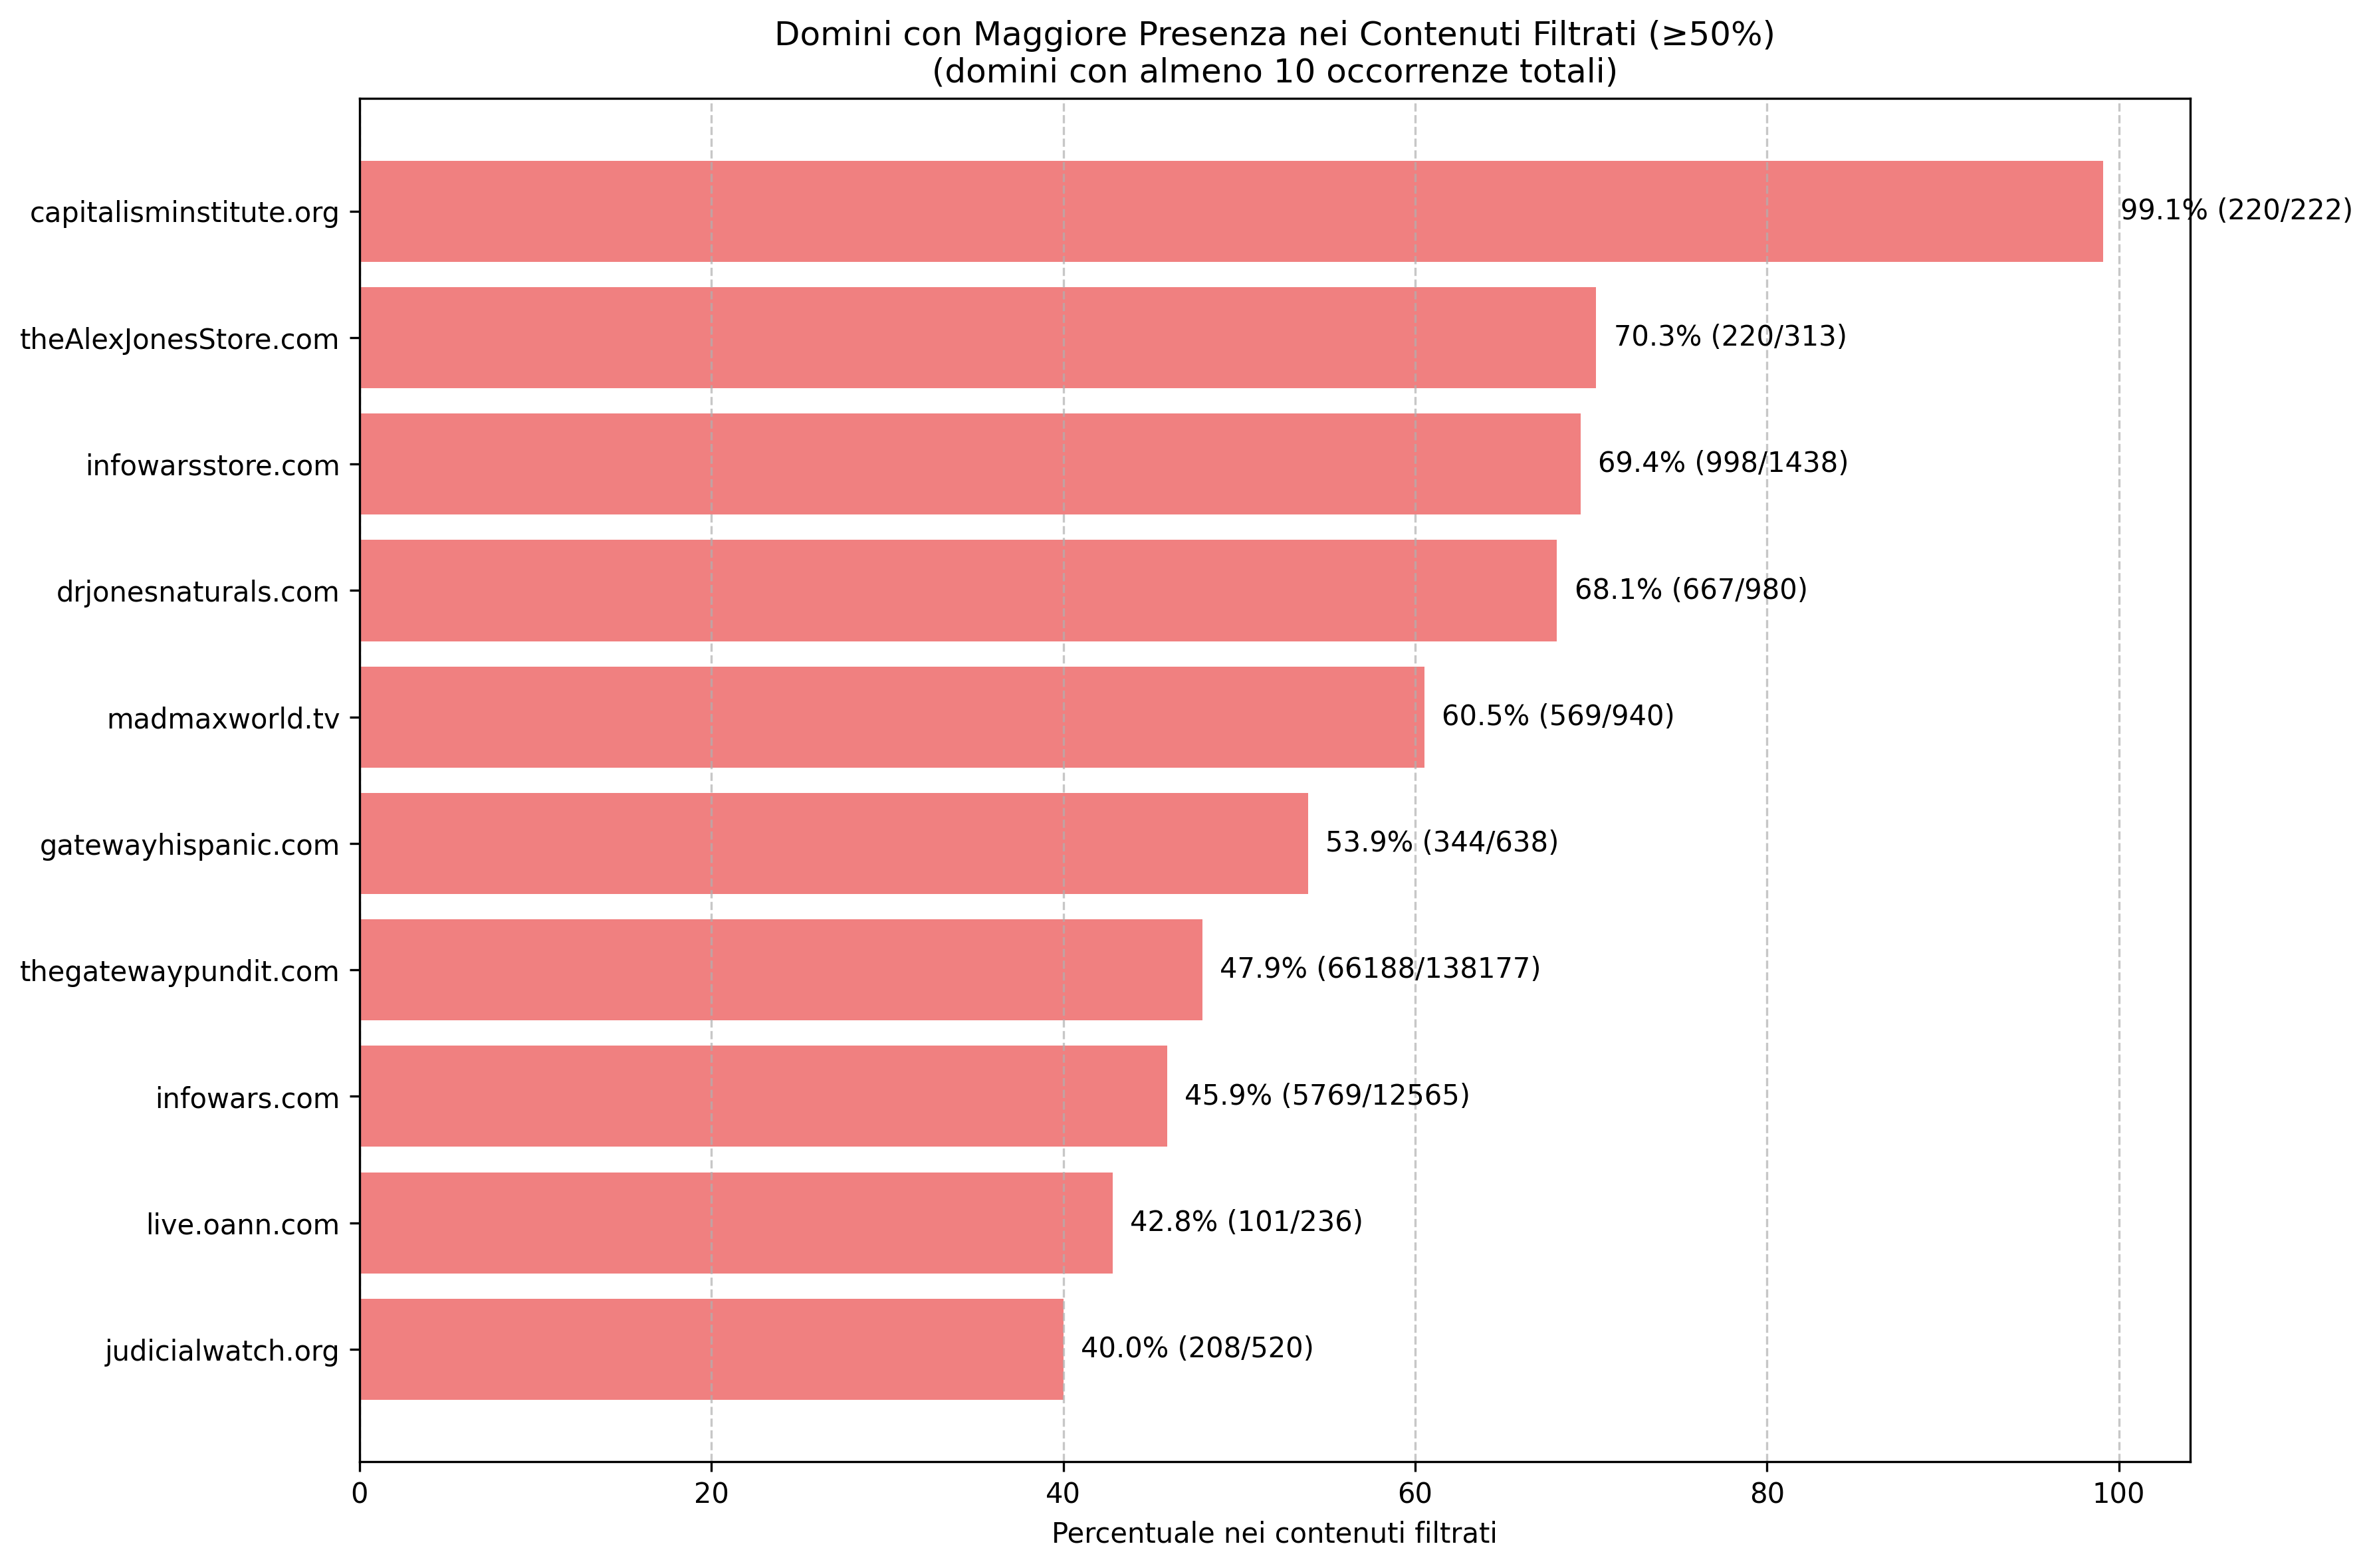 Domini con Maggiore Presenza nei Contenuti Filtrati (≥50%)
(domini con almeno 10 occorrenze totali)
capitalisminstitute.org
99.1% (220/222)
theAlexJonesStore.com
70.3% (220/313)
infowarsstore.com
69.4% (998/1438)
drjonesnaturals.com
68.1% (667/980)
madmaxworld.tv
60.5% (569/940)
gatewayhispanic.com
53.9% (344/638)
thegatewaypundit.com
47.9% (66188/138177)
infowars.com
45.9% (5769/12565)
live.oann.com
42.8% (101/236)
judicialwatch.org
40.0% (208/520)
0 20 40 60 80 100
Percentuale nei contenuti filtrati